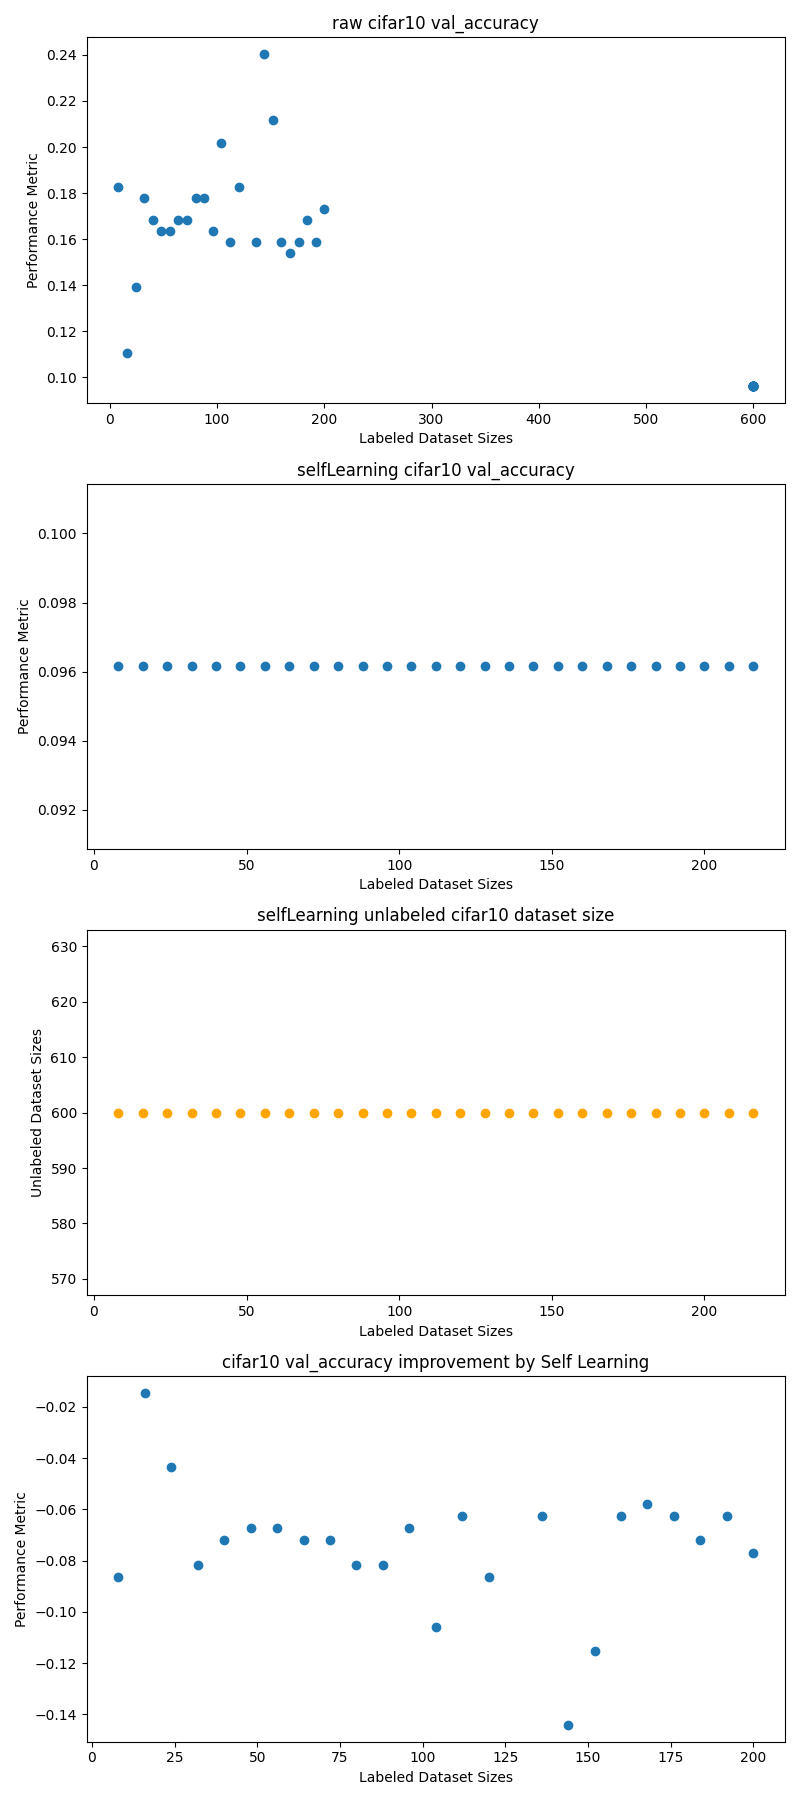 raw cifar10 val_accuracy
0.24
0.22
0.20
0.18
0.16
0.14
0.12
0.10
Performance Metric
0 100 200 300 400 500 600
Labeled Dataset Sizes
selfLearning cifar10 val_accuracy
0.100
0.098
0.096
0.094
0.092
Performance Metric
0 50 100 150 200
Labeled Dataset Sizes
selfLearning unlabeled cifar10 dataset size
630
620
610
600
590
580
570
Unlabeled Dataset Sizes
0 50 100 150 200
Labeled Dataset Sizes
cifar10 val_accuracy improvement by Self Learning
−0.02
−0.04
−0.06
−0.08
−0.10
−0.12
−0.14
Performance Metric
0 25 50 75 100 125 150 175 200
Labeled Dataset Sizes